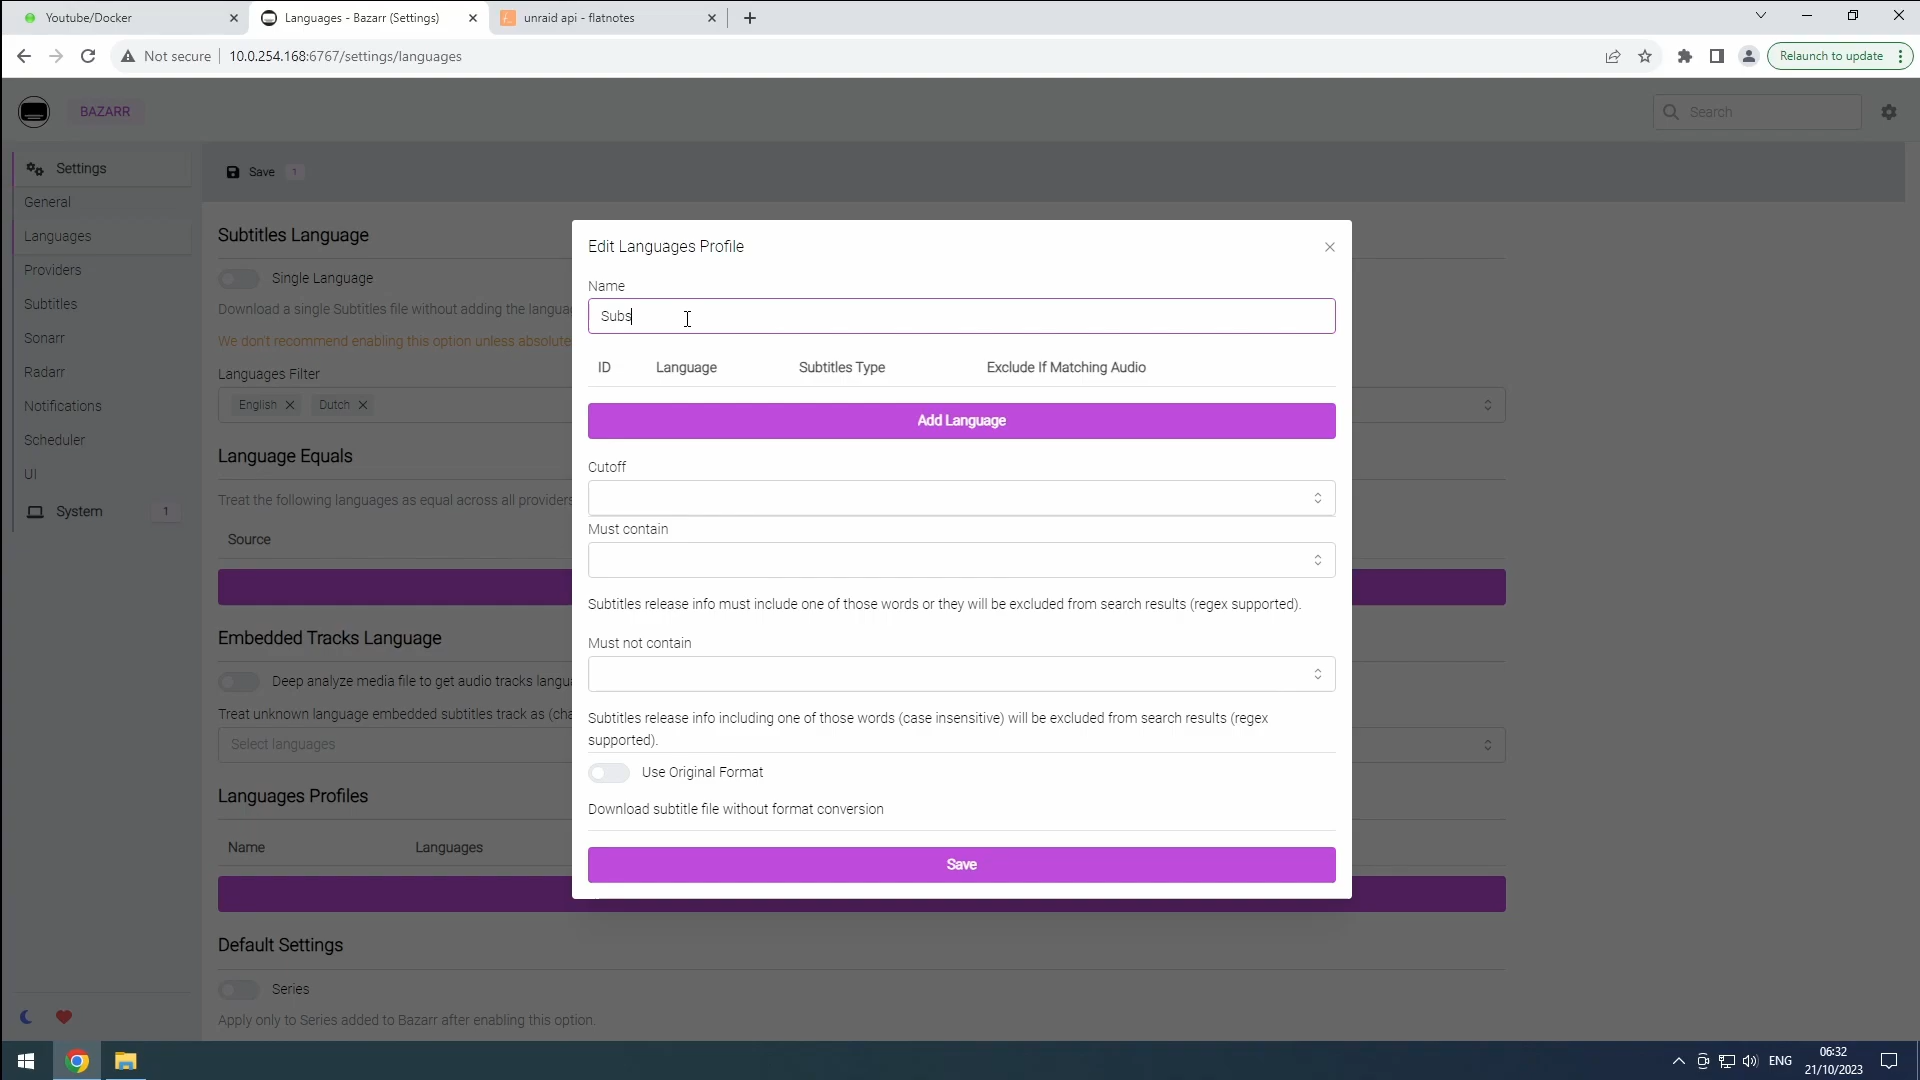 Youtube/Docker
Languages - Bazarr (Settings)
unraid api - flatnotes
Not secure
10.0.254.168:6767/settings/languages
Relaunch to update
BAZARR
Search
Settings
Save 1
General
Languages
Providers
Subtitles
Sonarr
Radarr
Notifications
Scheduler
UI
System 1
Subtitles Language
Single Language
Download a single Subtitles file without adding the langua
We don't recommend enabling this option unless absolute
Languages Filter
English
Dutch
Language Equals
Treat the following languages as equal across all providers
Source
Embedded Tracks Language
Deep analyze media file to get audio tracks langu
Treat unknown language embedded subtitles track as (cha
Select languages
Languages Profiles
Name Languages
Default Settings
Series
Apply only to Series added to Bazarr after enabling this option.
Edit Languages Profile
Name
Subs
ID Language Subtitles Type Exclude If Matching Audio
Add Language
Cutoff
Must contain
Subtitles release info must include one of those words or they will be excluded from search results (regex supported).
Must not contain
Subtitles release info including one of those words (case insensitive) will be excluded from search results (regex
supported).
Use Original Format
Download subtitle file without format conversion
Save
ENG
06:32
21/10/2023